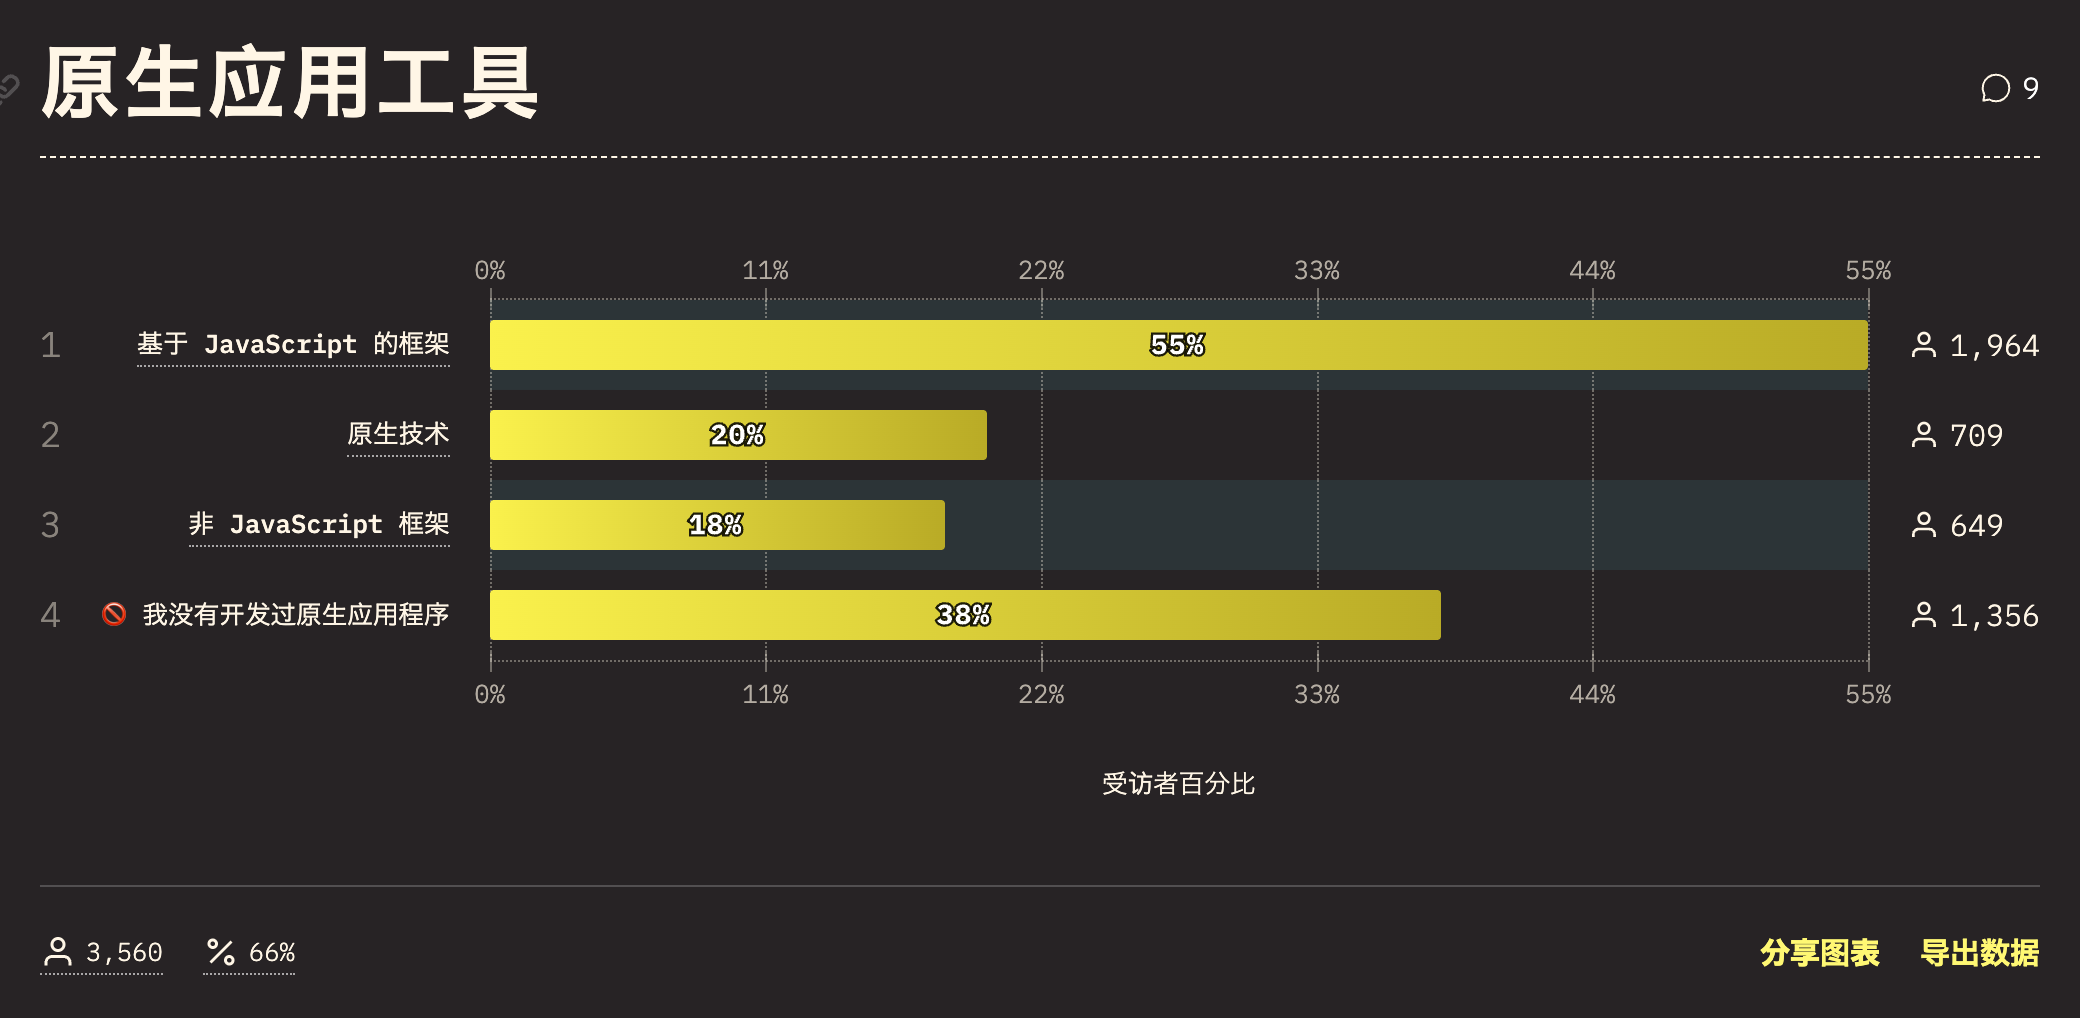 原生应用工具
9
0% 11% 22% 33% 44% 55%
1 基于 JavaScript 的框架 55% 1,964
2 原生技术 20% 709
3 非 JavaScript 框架 18% 649
4 🚫 我没有开发过原生应用程序 38% 1,356
0% 11% 22% 33% 44% 55%
受访者百分比
3,560 66% 分享图表 导出数据